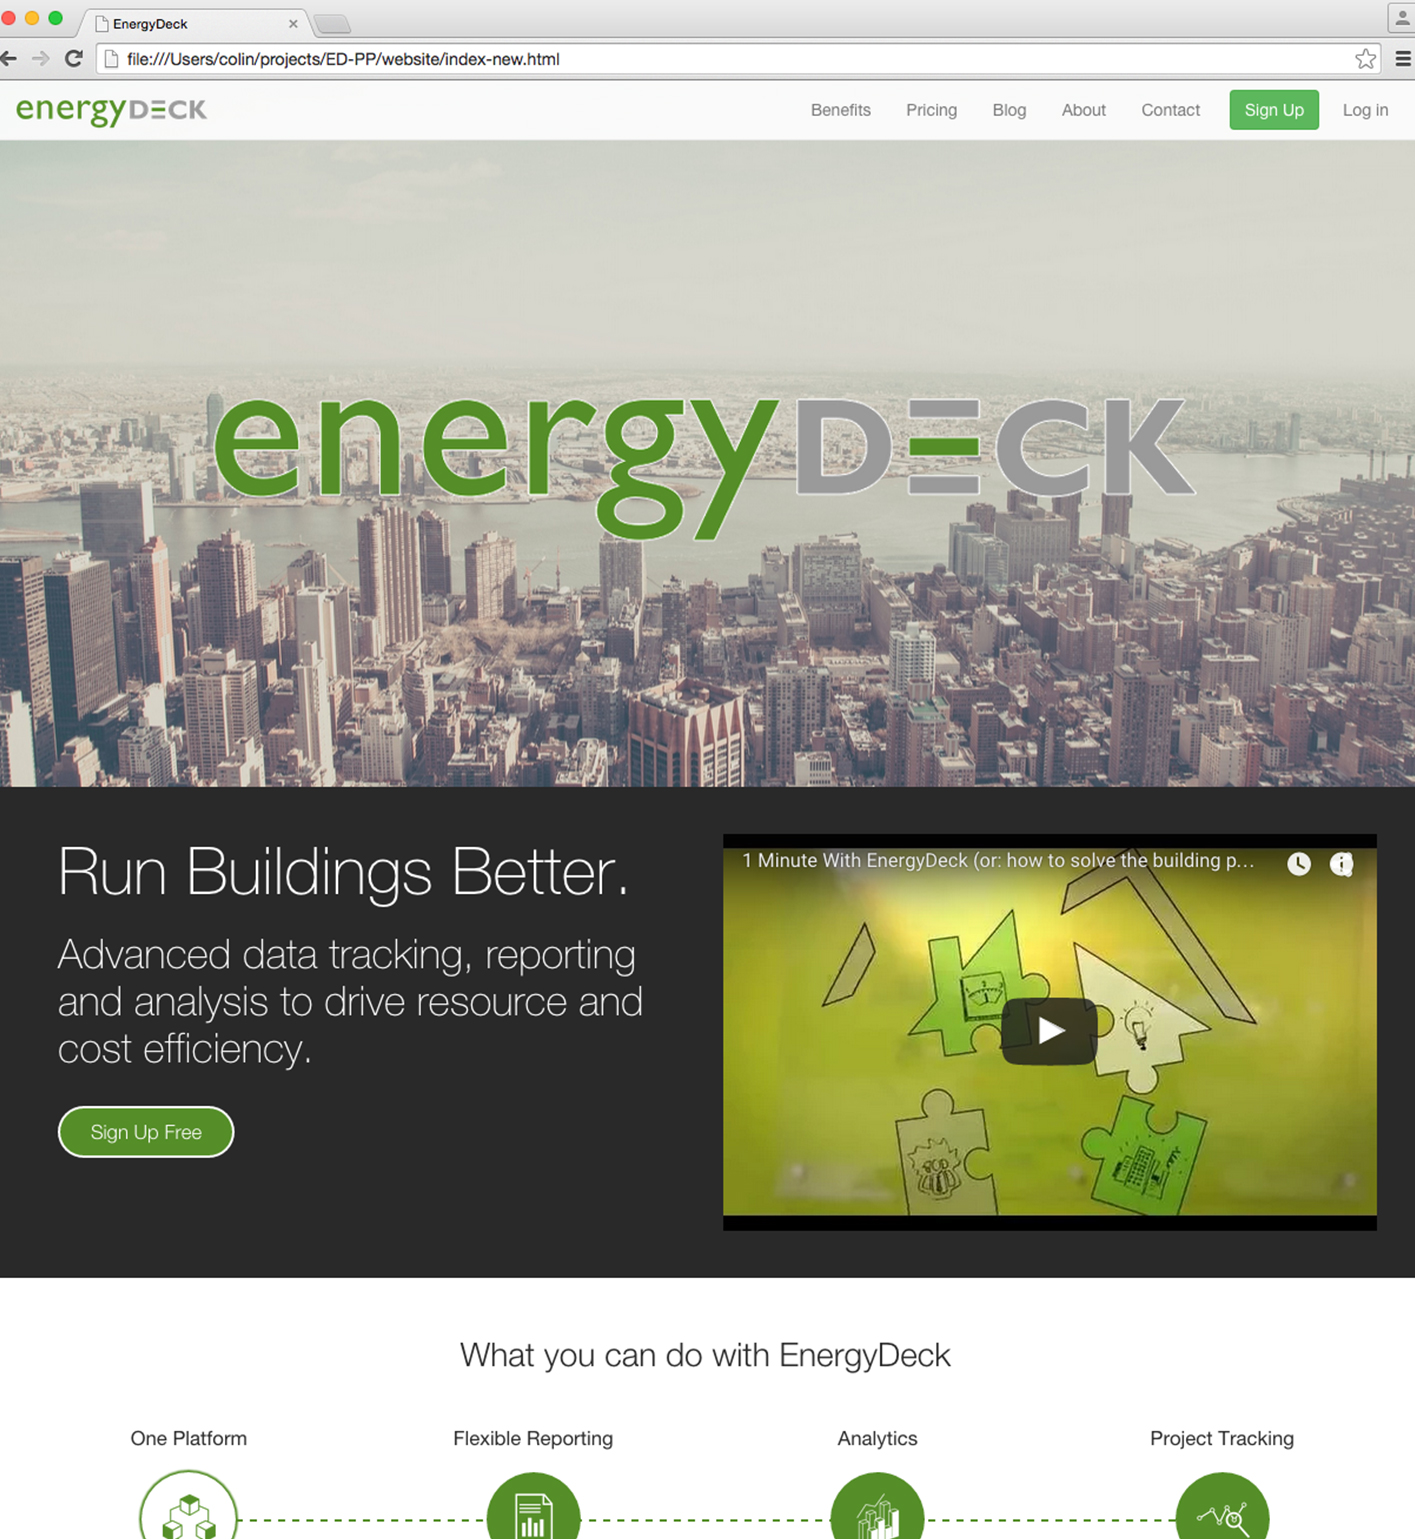 EnergyDeck
file:///Users/colin/projects/ED-PP/website/index-new.html
energyDECK
Benefits
Pricing
Blog
About
Contact
Sign Up
Log in
energyDECK
Run Buildings Better.
Advanced data tracking, reporting
and analysis to drive resource and
cost efficiency.
Sign Up Free
1 Minute With EnergyDeck (or: how to solve the building p...
What you can do with EnergyDeck
One Platform
Flexible Reporting
Analytics
Project Tracking